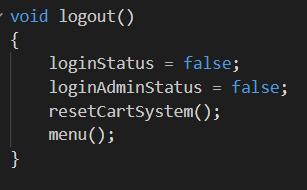 void logout()
{
    loginStatus = false;
    loginAdminStatus = false;
    resetCartSystem();
    menu();
}